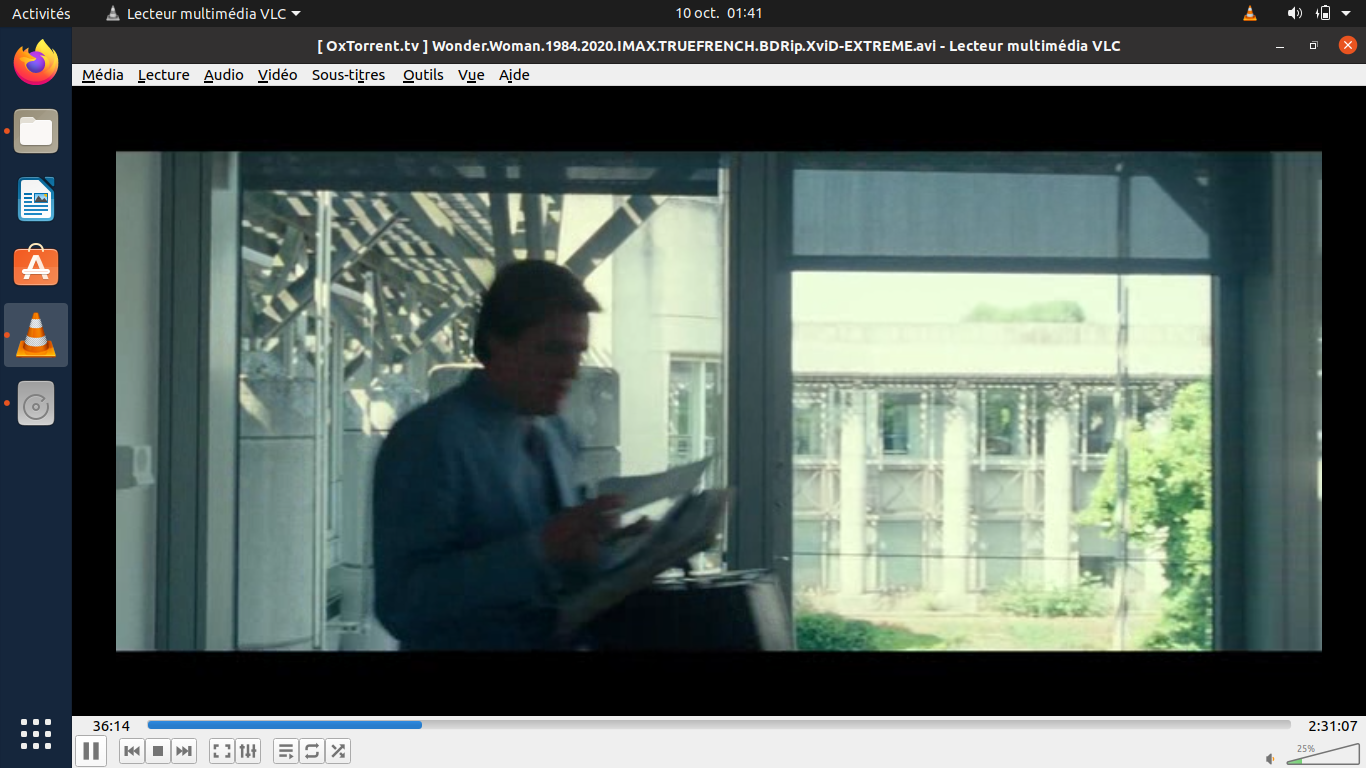 Activités Lecteur multimédia VLC 10 oct. 01:41
[ OxTorrent.tv ] Wonder.Woman.1984.2020.IMAX.TRUEFRENCH.BDRip.XviD-EXTREME.avi - Lecteur multimédia VLC
Média Lecture Audio Vidéo Sous-titres Outils Vue Aide
36:14 2:31:07
25%